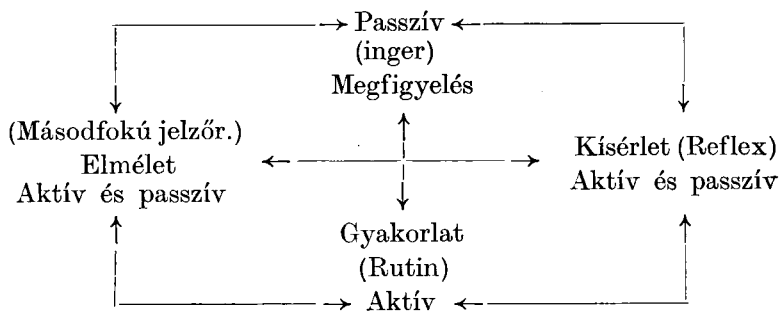 Passzív
(inger)
Megfigyelés
(Másodfokú jelzőr.)
Elmélet
Aktív és passzív
Kísérlet (Reflex)
Aktív és passzív
Gyakorlat
(Rutin)
Aktív